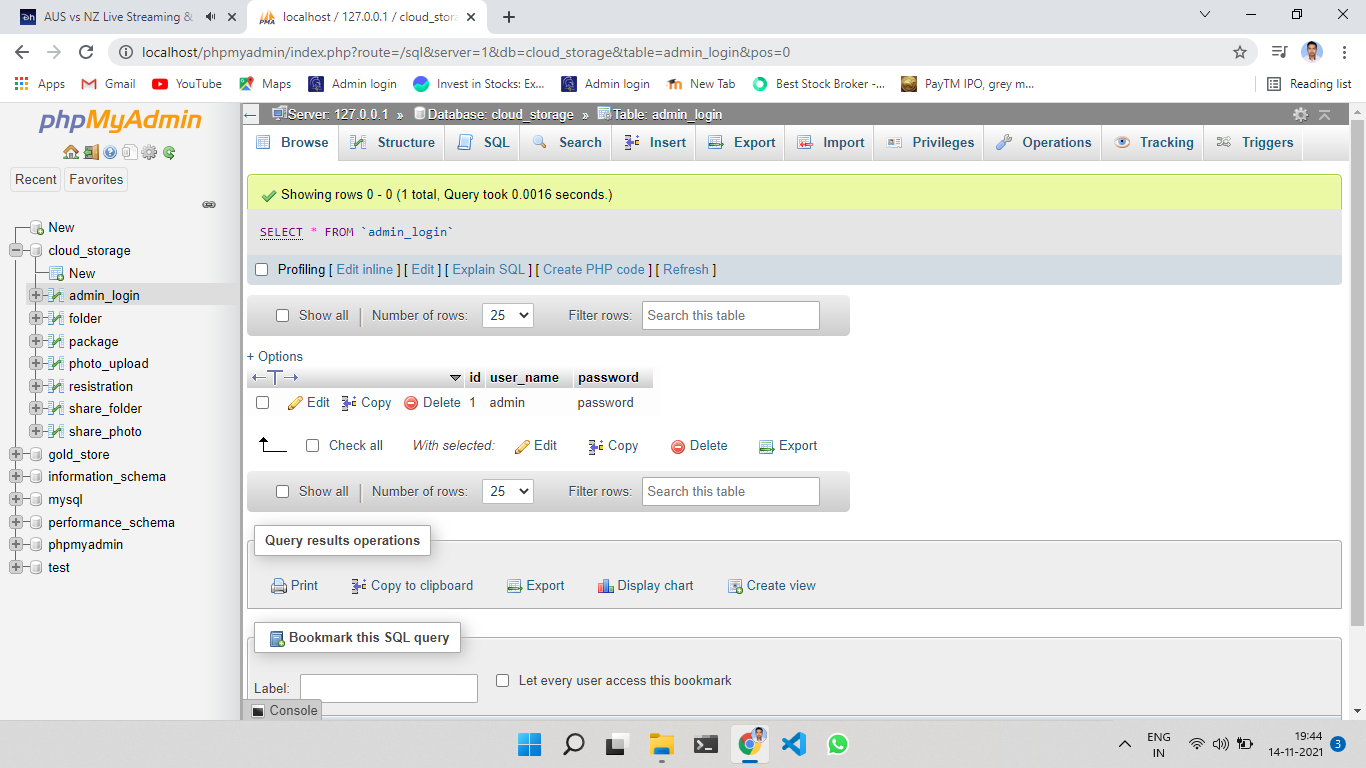 AUS vs NZ Live Streaming &
localhost / 127.0.0.1 / cloud_stora
localhost/phpmyadmin/index.php?route=/sql&server=1&db=cloud_storage&table=admin_login&pos=0
Apps Gmail YouTube Maps Admin login Invest in Stocks: Ex... Admin login New Tab Best Stock Broker -... PayTM IPO, grey m... Reading list
phpMyAdmin
Recent Favorites
New
cloud_storage
New
admin_login
folder
package
photo_upload
resistration
share_folder
share_photo
gold_store
information_schema
mysql
performance_schema
phpmyadmin
test
Server: 127.0.0.1 » Database: cloud_storage » Table: admin_login
Browse Structure SQL Search Insert Export Import Privileges Operations Tracking Triggers
Showing rows 0 - 0 (1 total, Query took 0.0016 seconds.)
SELECT * FROM `admin_login`
Profiling [ Edit inline ] [ Edit ] [ Explain SQL ] [ Create PHP code ] [ Refresh ]
Show all Number of rows: 25 Filter rows: Search this table
+ Options
←T→ id user_name password
Edit Copy Delete 1 admin password
Check all With selected: Edit Copy Delete Export
Show all Number of rows: 25 Filter rows: Search this table
Query results operations
Print Copy to clipboard Export Display chart Create view
Bookmark this SQL query
Label: Let every user access this bookmark
Console
ENG
IN
19:44
14-11-2021
3